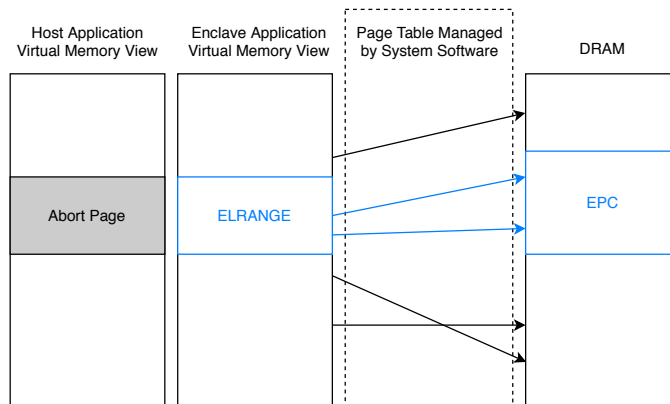 Host Application
Virtual Memory View
Enclave Application
Virtual Memory View
Page Table Managed
by System Software
DRAM
Abort Page
ELRANGE
EPC